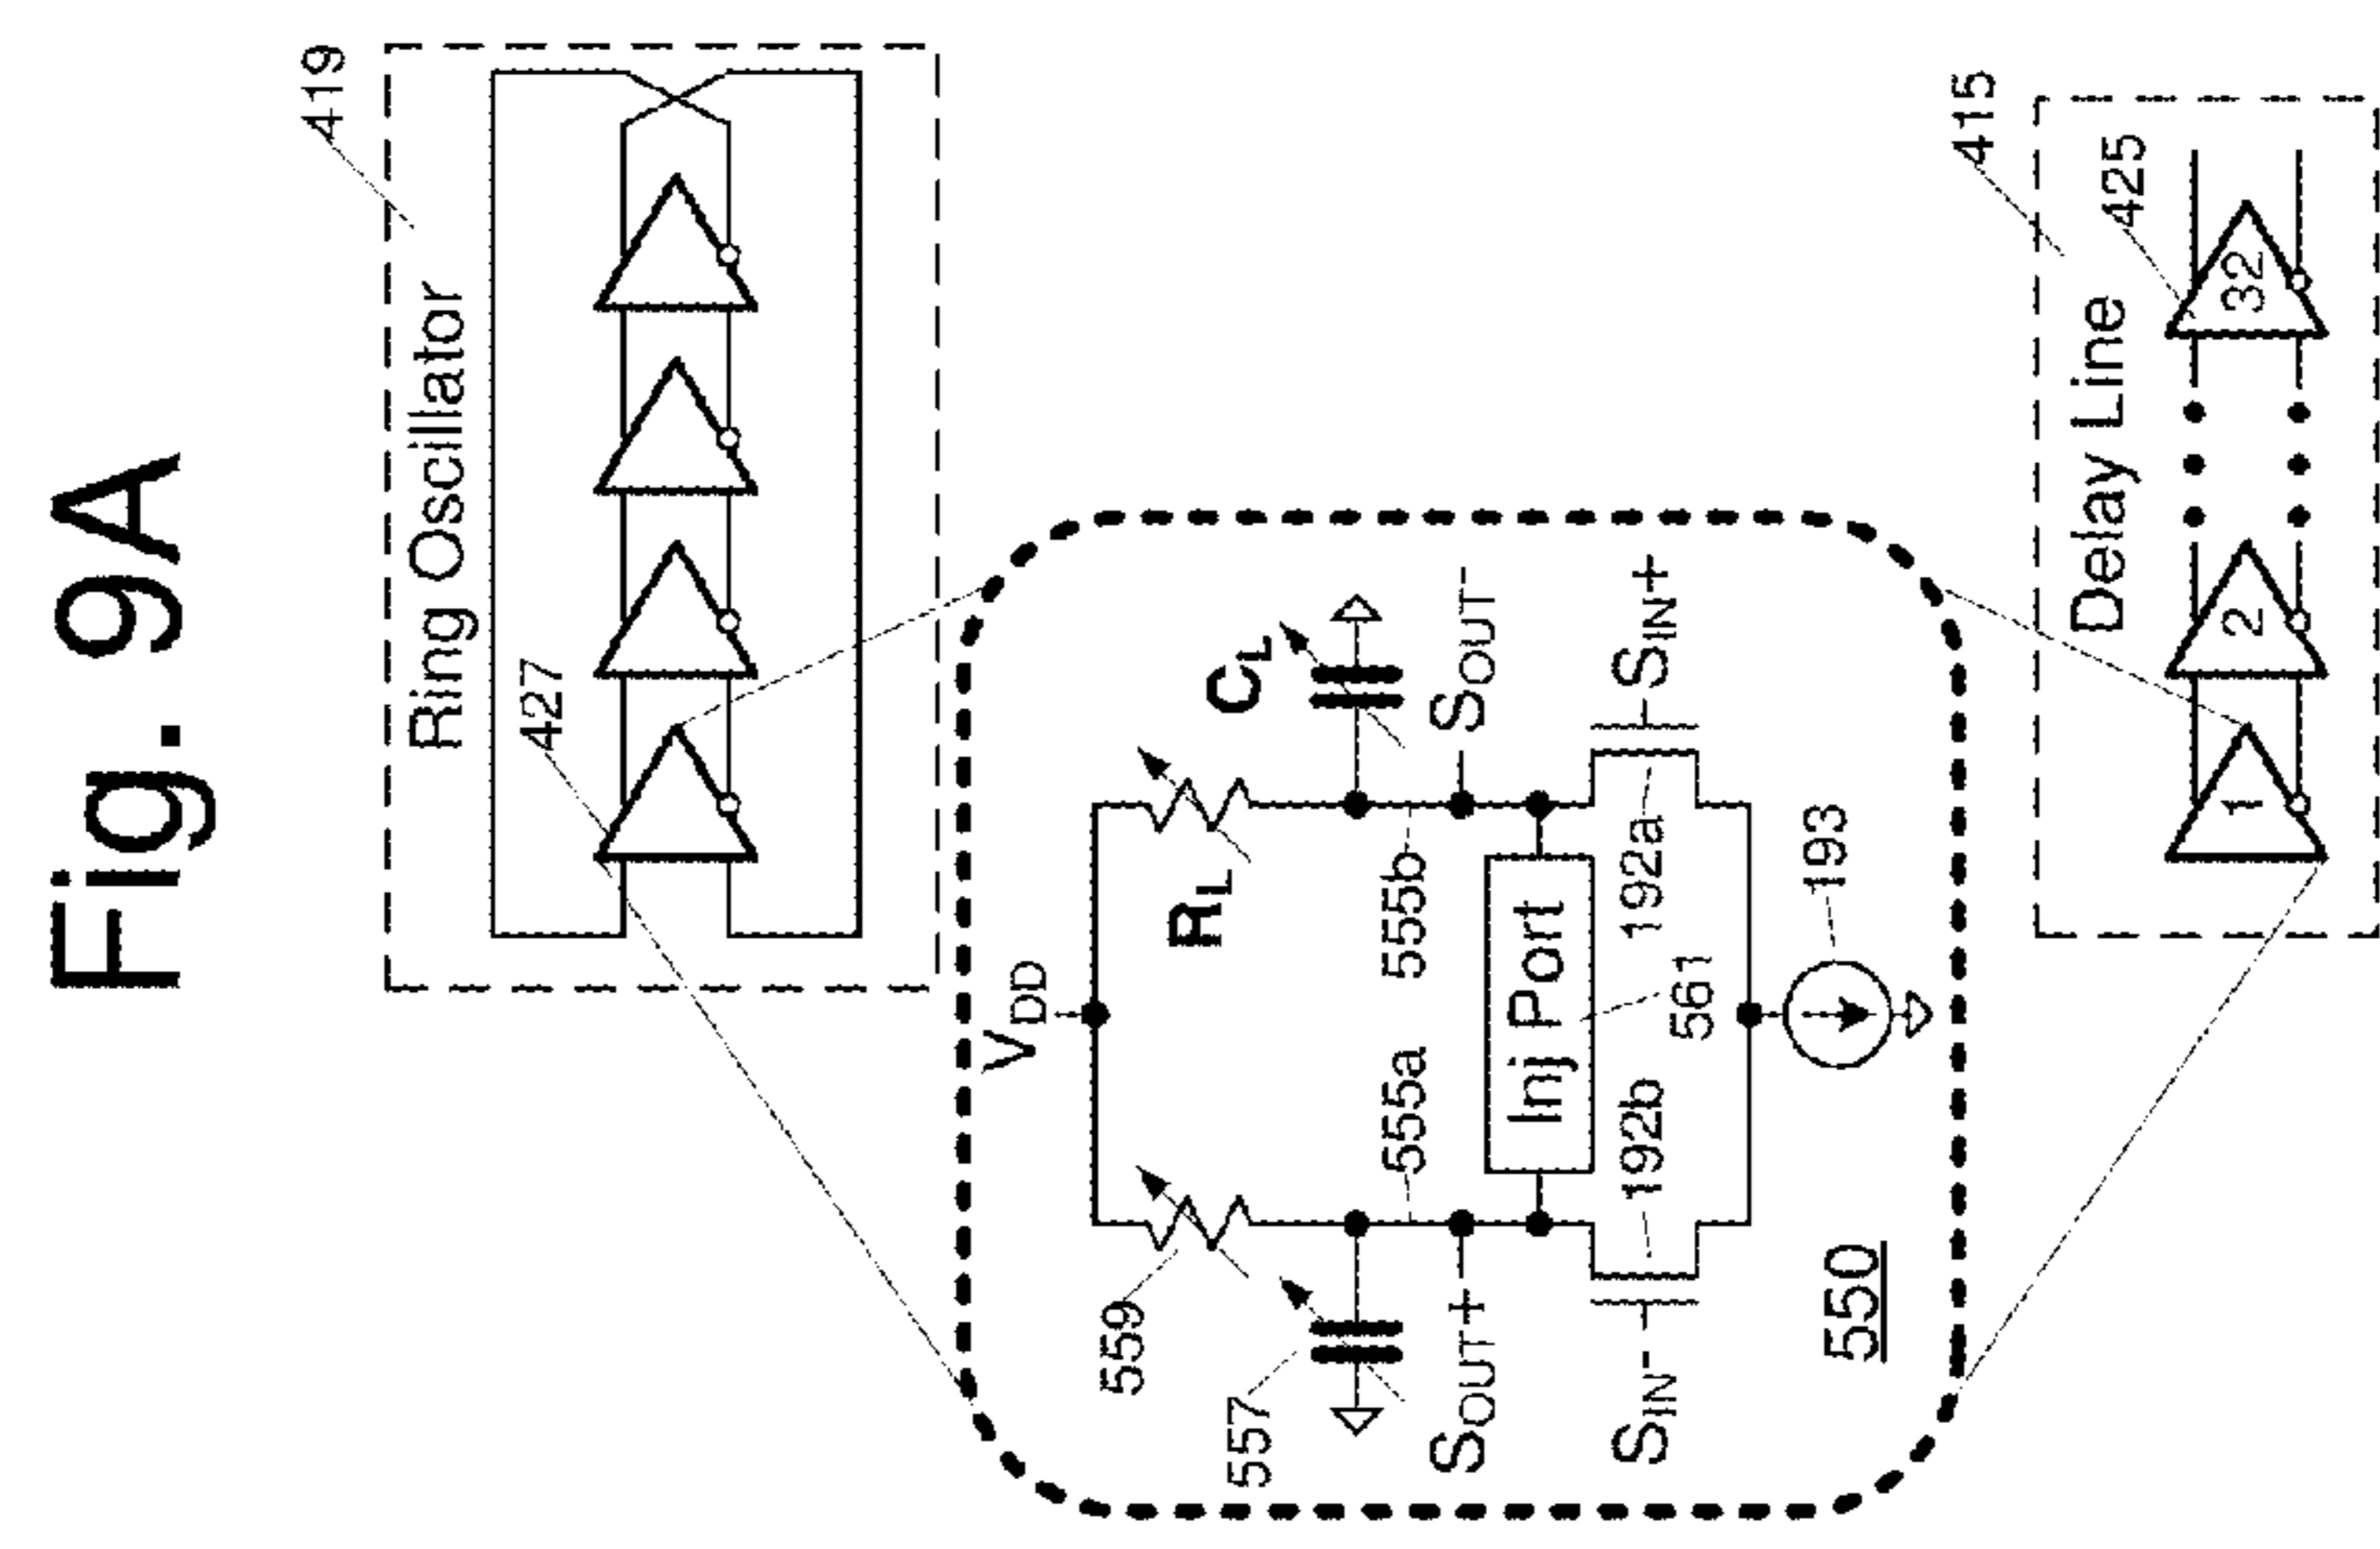 Fig. 9A
419
Ring Oscillator
427
VDD
559
RL
557
CL
555a
555b
SOUT+
SOUT-
Inj Port
SIN-
192b
561
192a
SIN+
193
550
415
Delay Line
425
1
2
32